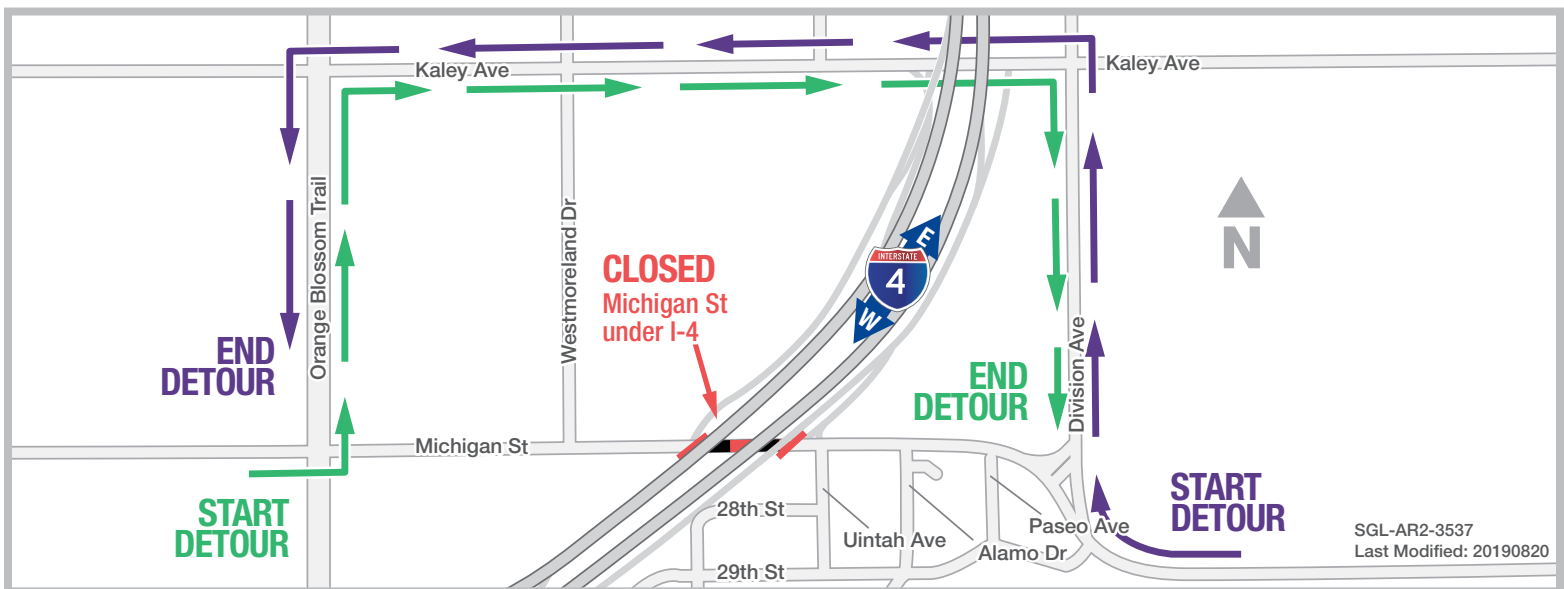 Kaley Ave
Kaley Ave
Orange Blossom Trail
Westmoreland Dr
CLOSED
Michigan St
under I-4
E
INTERSTATE
4
W
N
END
DETOUR
END
DETOUR
Division Ave
Michigan St
START
DETOUR
28th St
29th St
Uintah Ave
Alamo Dr
Paseo Ave
START
DETOUR
SGL-AR2-3537
Last Modified: 20190820